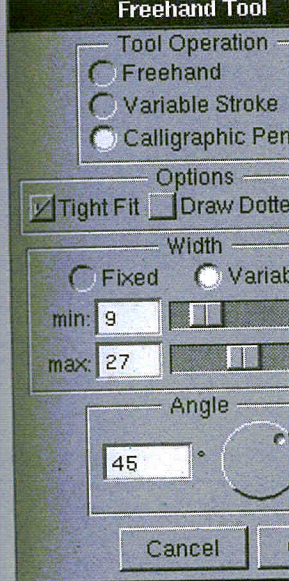 Freehand Tool
Tool Operation
Freehand
Variable Stroke
Calligraphic Pen
Options
Tight Fit Draw Dotte
Width
Fixed Variab
min: 9
max: 27
Angle
45 °
Cancel